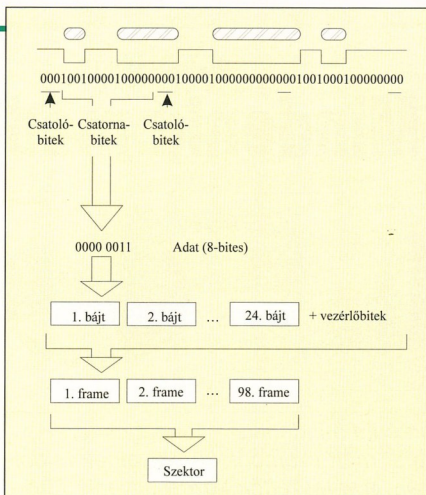 00010010000100000000010000100000000000001001000100000000
Csatoló- Csatorna- Csatoló-
bitek bitek bitek
0000 0011 Adat (8-bites)
1. bájt 2. bájt ... 24. bájt + vezérlőbitek
1. frame 2. frame ... 98. frame
Szektor